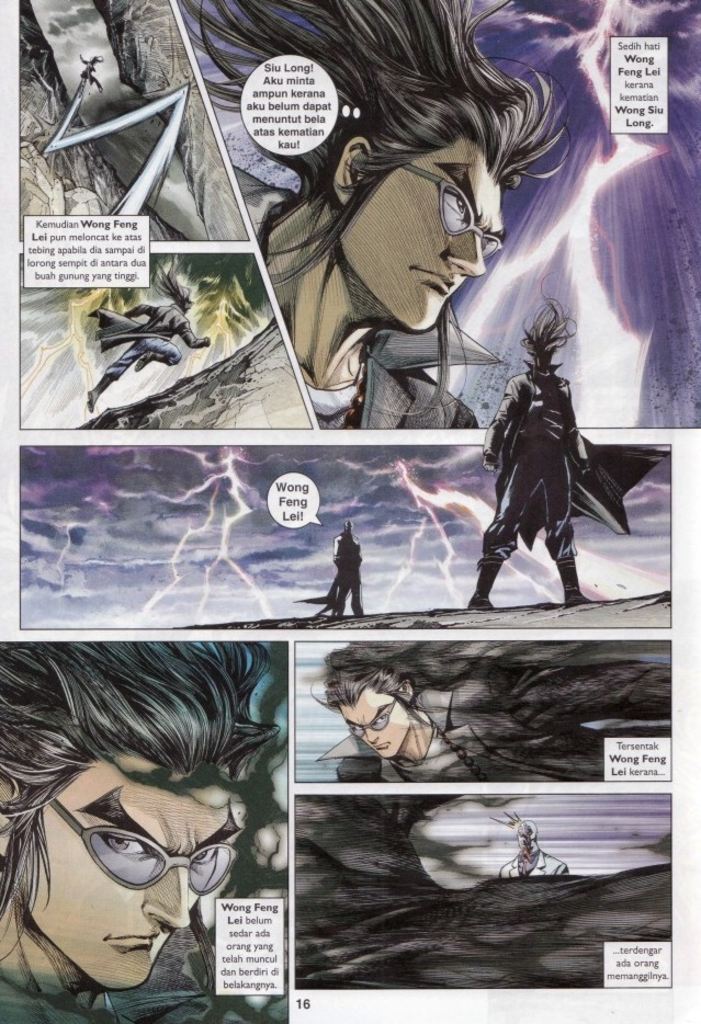 Kemudian Wong Feng
Lei pun meloncat ke atas
tebing apabila dia sampai di
lorong sempit di antara dua
buah gunung yang tinggi.
Siu Long!
Aku minta
ampun kerana
aku belum dapat
menuntut bela
atas kematian
kau!
Sedih hati
Wong
Feng Lei
kerana
kematian
Wong Siu
Long.
Wong
Feng
Lei!
Wong Feng
Lei belum
sedar ada
orang yang
telah muncul
dan berdiri di
belakangnya.
Tersentak
Wong Feng
Lei kerana...
...terdengar
ada orang
memanggilnya.
16